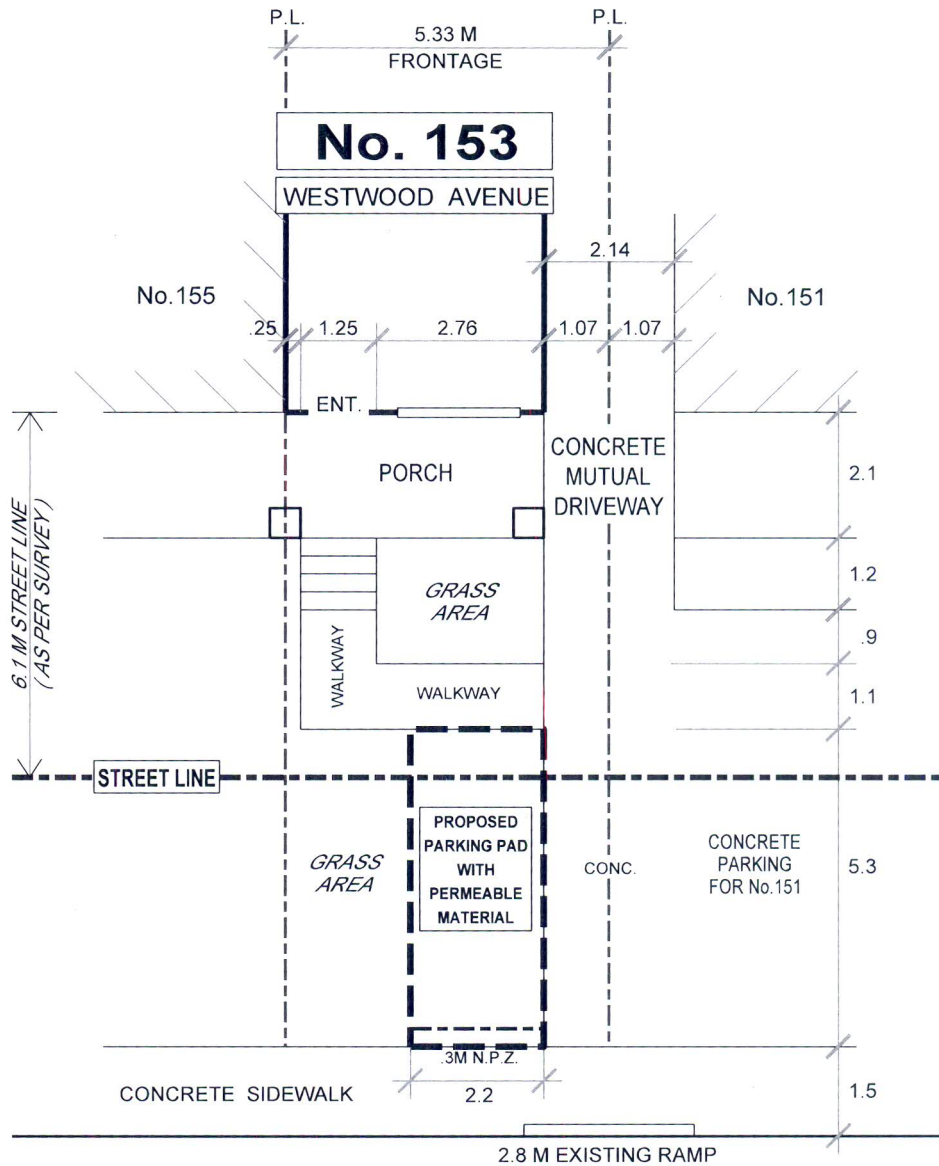 P.L.
P.L.
5.33 M
FRONTAGE
No. 153
WESTWOOD AVENUE
2.14
No.155
No.151
.25
1.25
2.76
1.07
1.07
ENT.
PORCH
CONCRETE
MUTUAL
DRIVEWAY
2.1
6.1 M STREET LINE
( AS PER SURVEY )
GRASS
AREA
1.2
WALKWAY
.9
WALKWAY
1.1
STREET LINE
PROPOSED
PARKING PAD
WITH
PERMEABLE
MATERIAL
GRASS
AREA
CONC.
CONCRETE
PARKING
FOR No.151
5.3
.3M N.P.Z.
CONCRETE SIDEWALK
2.2
1.5
2.8 M EXISTING RAMP